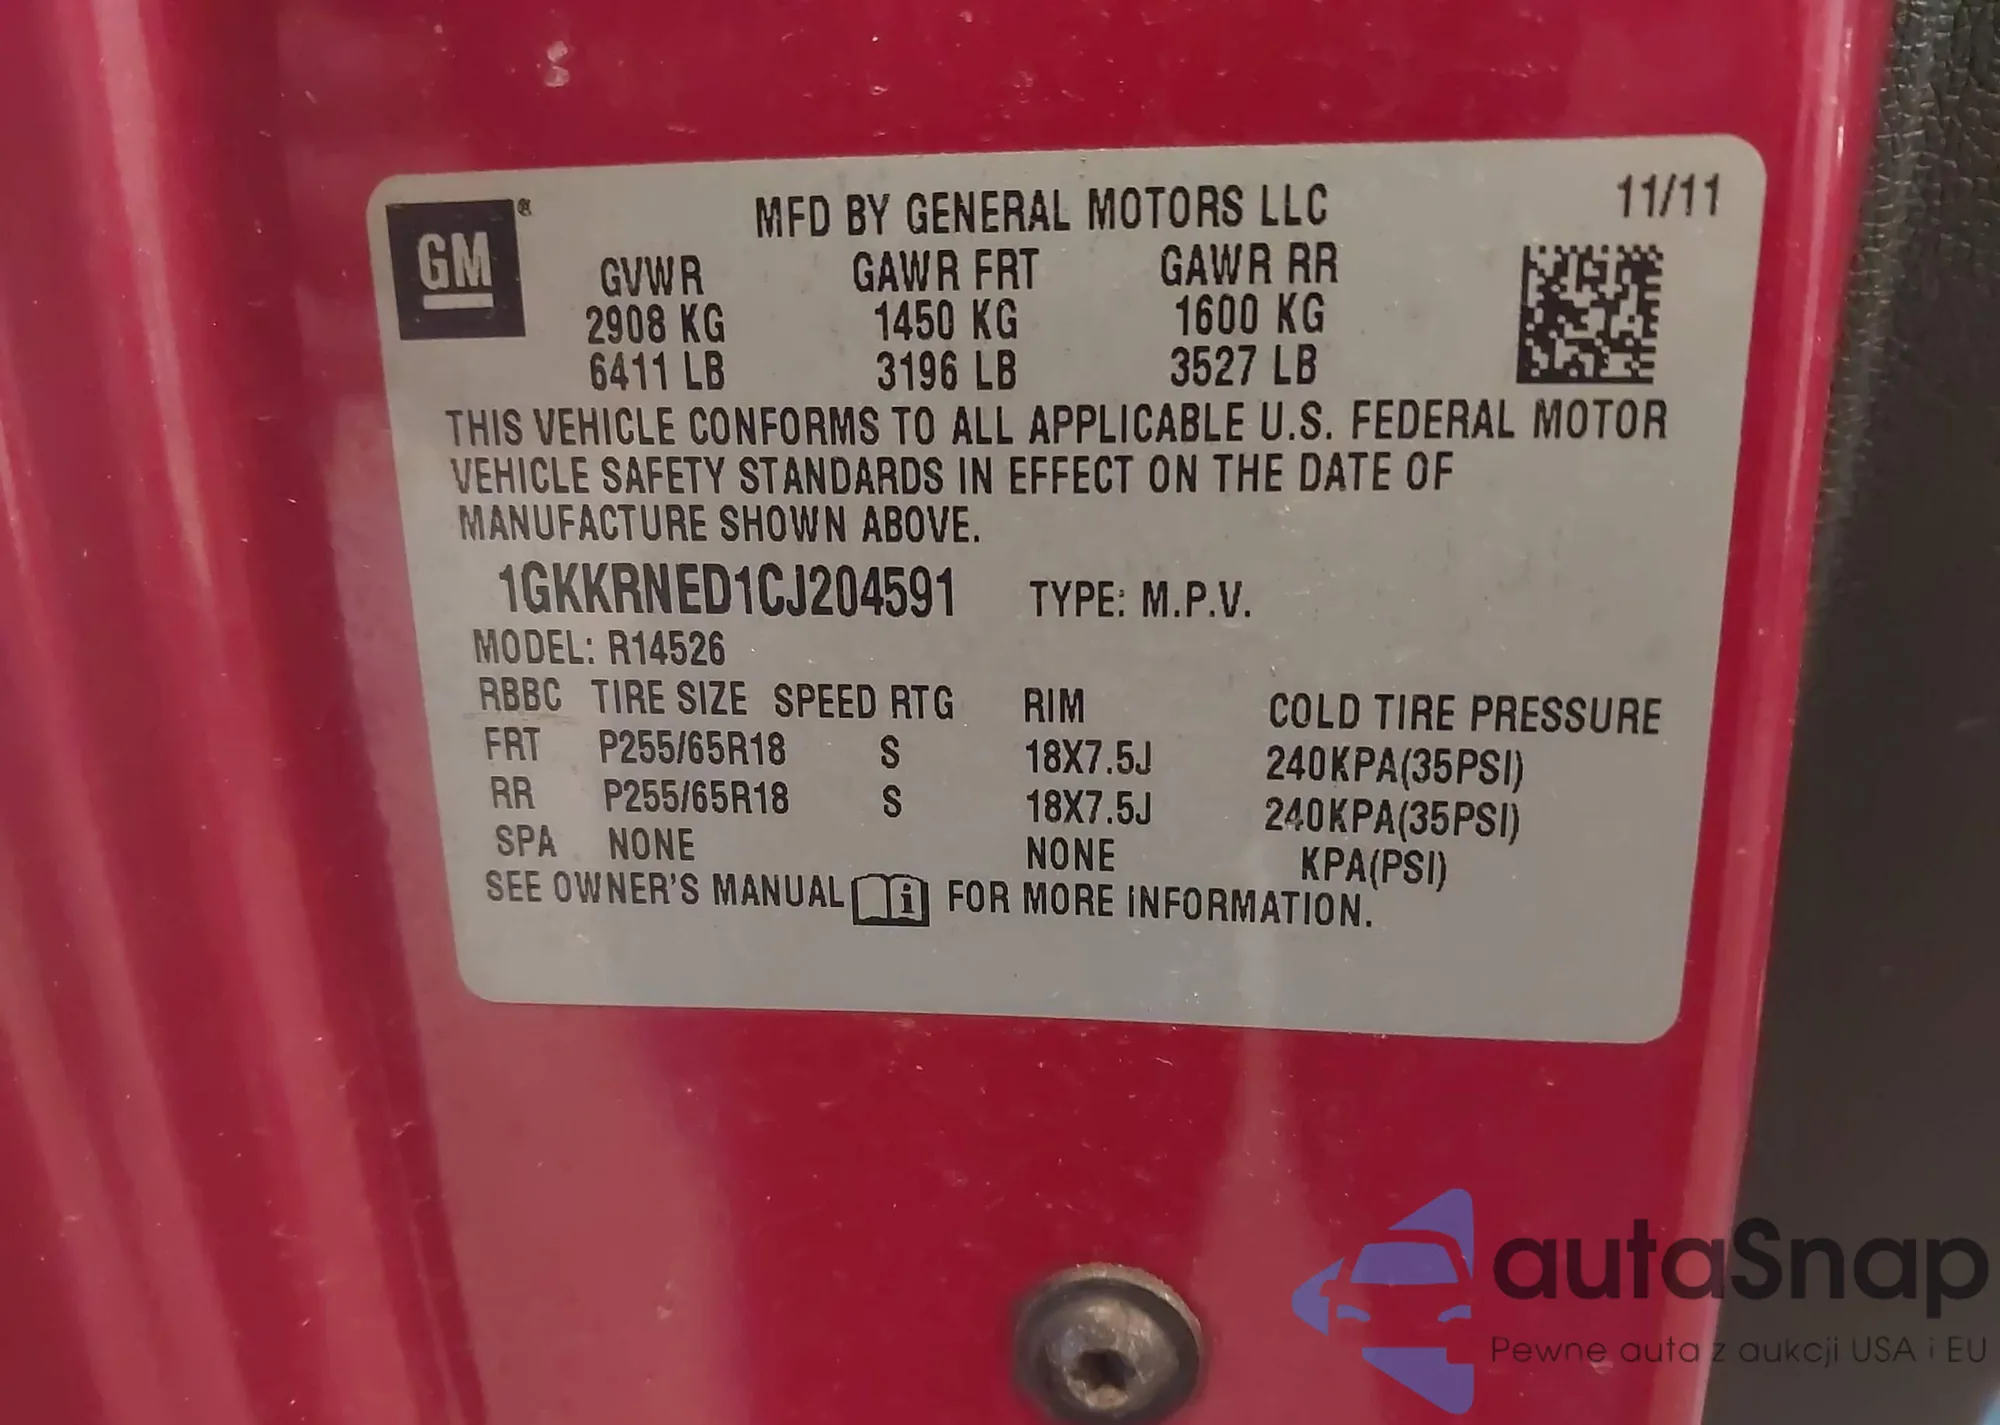 GM ®
MFD BY GENERAL MOTORS LLC 11/11
GVWR GAWR FRT GAWR RR
2908 KG 1450 KG 1600 KG
6411 LB 3196 LB 3527 LB
THIS VEHICLE CONFORMS TO ALL APPLICABLE U.S. FEDERAL MOTOR
VEHICLE SAFETY STANDARDS IN EFFECT ON THE DATE OF
MANUFACTURE SHOWN ABOVE.
1GKKRNED1CJ204591 TYPE: M.P.V.
MODEL: R14526
RBBC TIRE SIZE SPEED RTG RIM COLD TIRE PRESSURE
FRT P255/65R18 S 18X7.5J 240KPA(35PSI)
RR P255/65R18 S 18X7.5J 240KPA(35PSI)
SPA NONE NONE KPA(PSI)
SEE OWNER'S MANUAL i FOR MORE INFORMATION.
autaSnap
Pewne auta z aukcji USA i EU